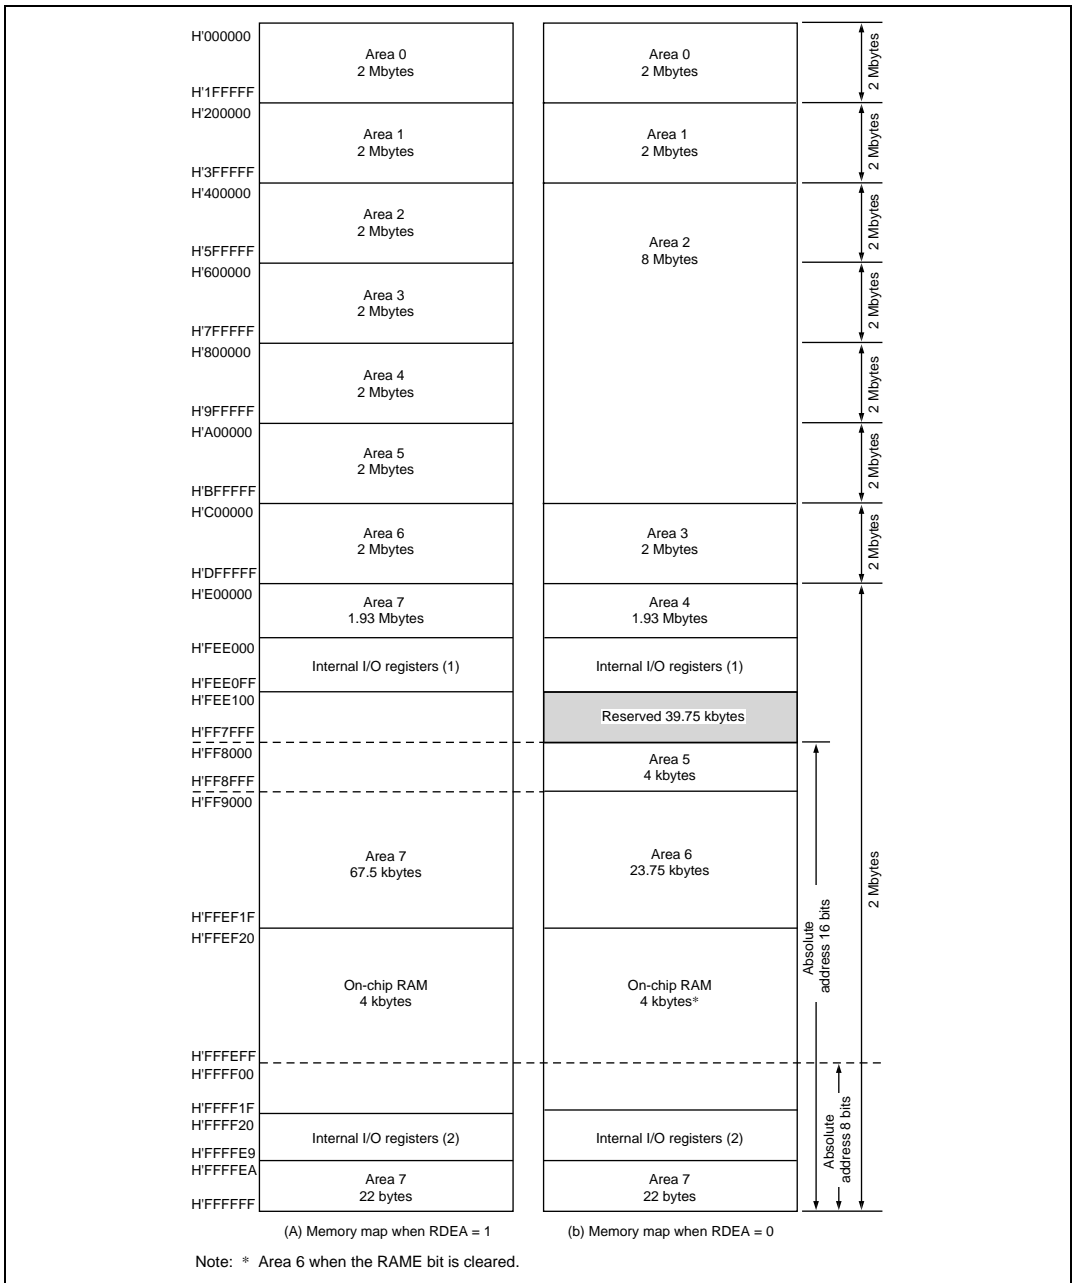 H'000000
Area 0
2 Mbytes
Area 0
2 Mbytes
2 Mbytes
H'1FFFFF
H'200000
Area 1
2 Mbytes
Area 1
2 Mbytes
2 Mbytes
H'3FFFFF
H'400000
Area 2
2 Mbytes
Area 2
8 Mbytes
2 Mbytes
H'5FFFFF
H'600000
Area 3
2 Mbytes
2 Mbytes
H'7FFFFF
H'800000
Area 4
2 Mbytes
2 Mbytes
H'9FFFFF
H'A00000
Area 5
2 Mbytes
2 Mbytes
H'BFFFFF
H'C00000
Area 6
2 Mbytes
Area 3
2 Mbytes
2 Mbytes
H'DFFFFF
H'E00000
Area 7
1.93 Mbytes
Area 4
1.93 Mbytes
H'FEE000
Internal I/O registers (1)
Internal I/O registers (1)
H'FEE0FF
H'FEE100
Reserved 39.75 kbytes
H'FF7FFF
H'FF8000
Area 5
4 kbytes
H'FF8FFF
H'FF9000
Area 7
67.5 kbytes
Area 6
23.75 kbytes
2 Mbytes
H'FFEF1F
H'FFEF20
Absolute
address 16 bits
On-chip RAM
4 kbytes
On-chip RAM
4 kbytes*
H'FFFEFF
H'FFFF00
H'FFFF1F
H'FFFF20
Internal I/O registers (2)
Internal I/O registers (2)
Absolute
address 8 bits
H'FFFFE9
H'FFFFEA
Area 7
22 bytes
Area 7
22 bytes
H'FFFFFF
(A) Memory map when RDEA = 1
(b) Memory map when RDEA = 0
Note: * Area 6 when the RAME bit is cleared.